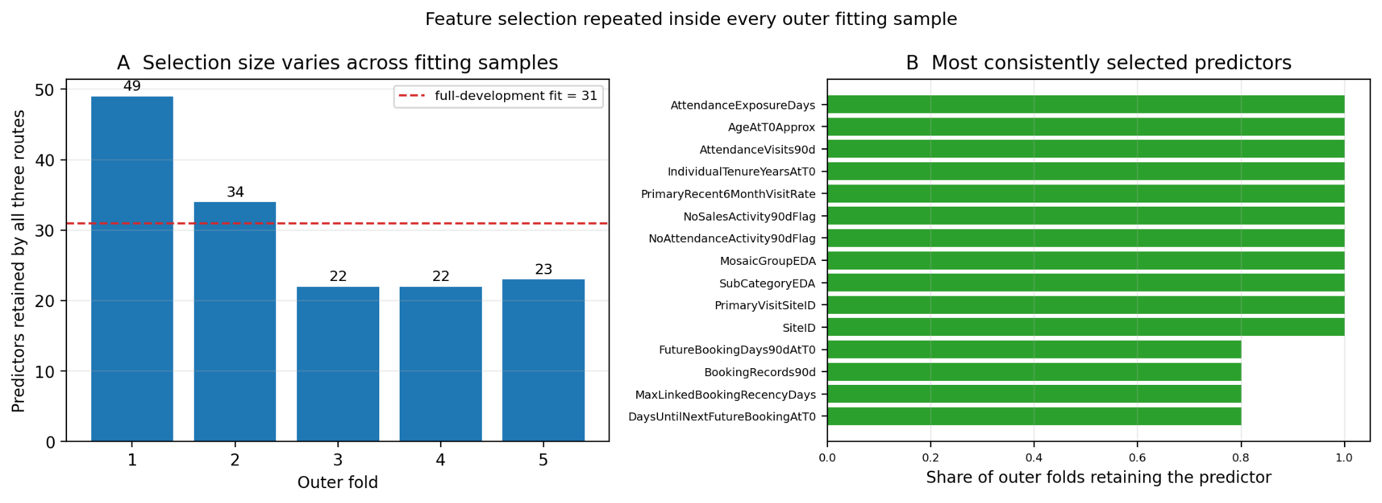 Feature selection repeated inside every outer fitting sample
A  Selection size varies across fitting samples
Predictors retained by all three routes
50
40
30
20
10
0
49
34
22
22
23
full-development fit = 31
1 2 3 4 5
Outer fold
B  Most consistently selected predictors
AttendanceExposureDays
AgeAtT0Approx
AttendanceVisits90d
IndividualTenureYearsAtT0
PrimaryRecent6MonthVisitRate
NoSalesActivity90dFlag
NoAttendanceActivity90dFlag
MosaicGroupEDA
SubCategoryEDA
PrimaryVisitSiteID
SiteID
FutureBookingDays90dAtT0
BookingRecords90d
MaxLinkedBookingRecencyDays
DaysUntilNextFutureBookingAtT0
0.0 0.2 0.4 0.6 0.8 1.0
Share of outer folds retaining the predictor